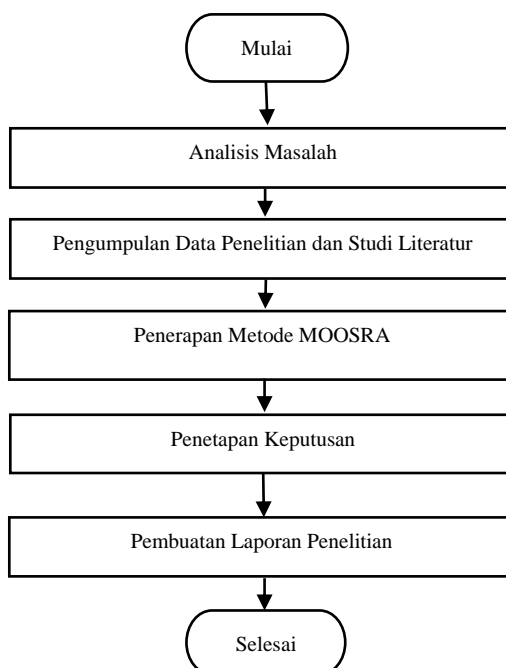 Mulai
Analisis Masalah
Pengumpulan Data Penelitian dan Studi Literatur
Penerapan Metode MOOSRA
Penetapan Keputusan
Pembuatan Laporan Penelitian
Selesai